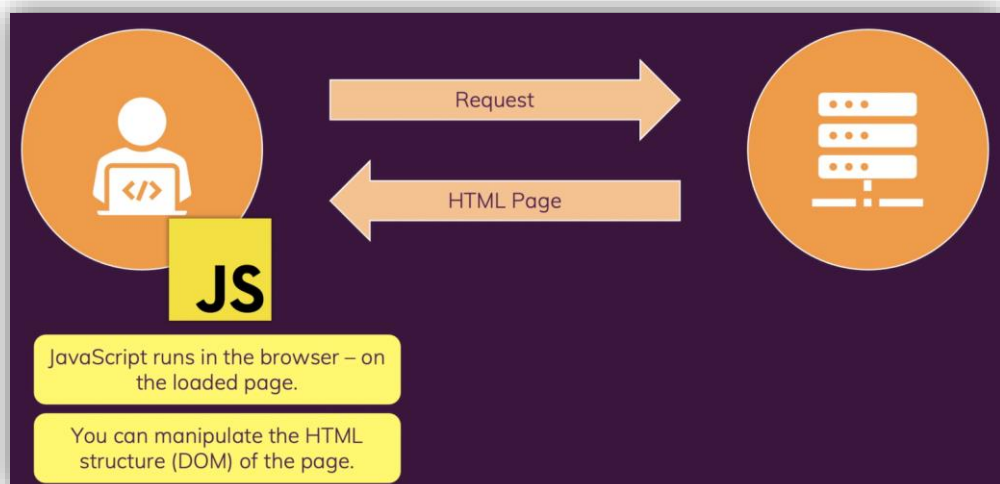 Request
</>
HTML Page
JS
JavaScript runs in the browser – on
the loaded page.
You can manipulate the HTML
structure (DOM) of the page.